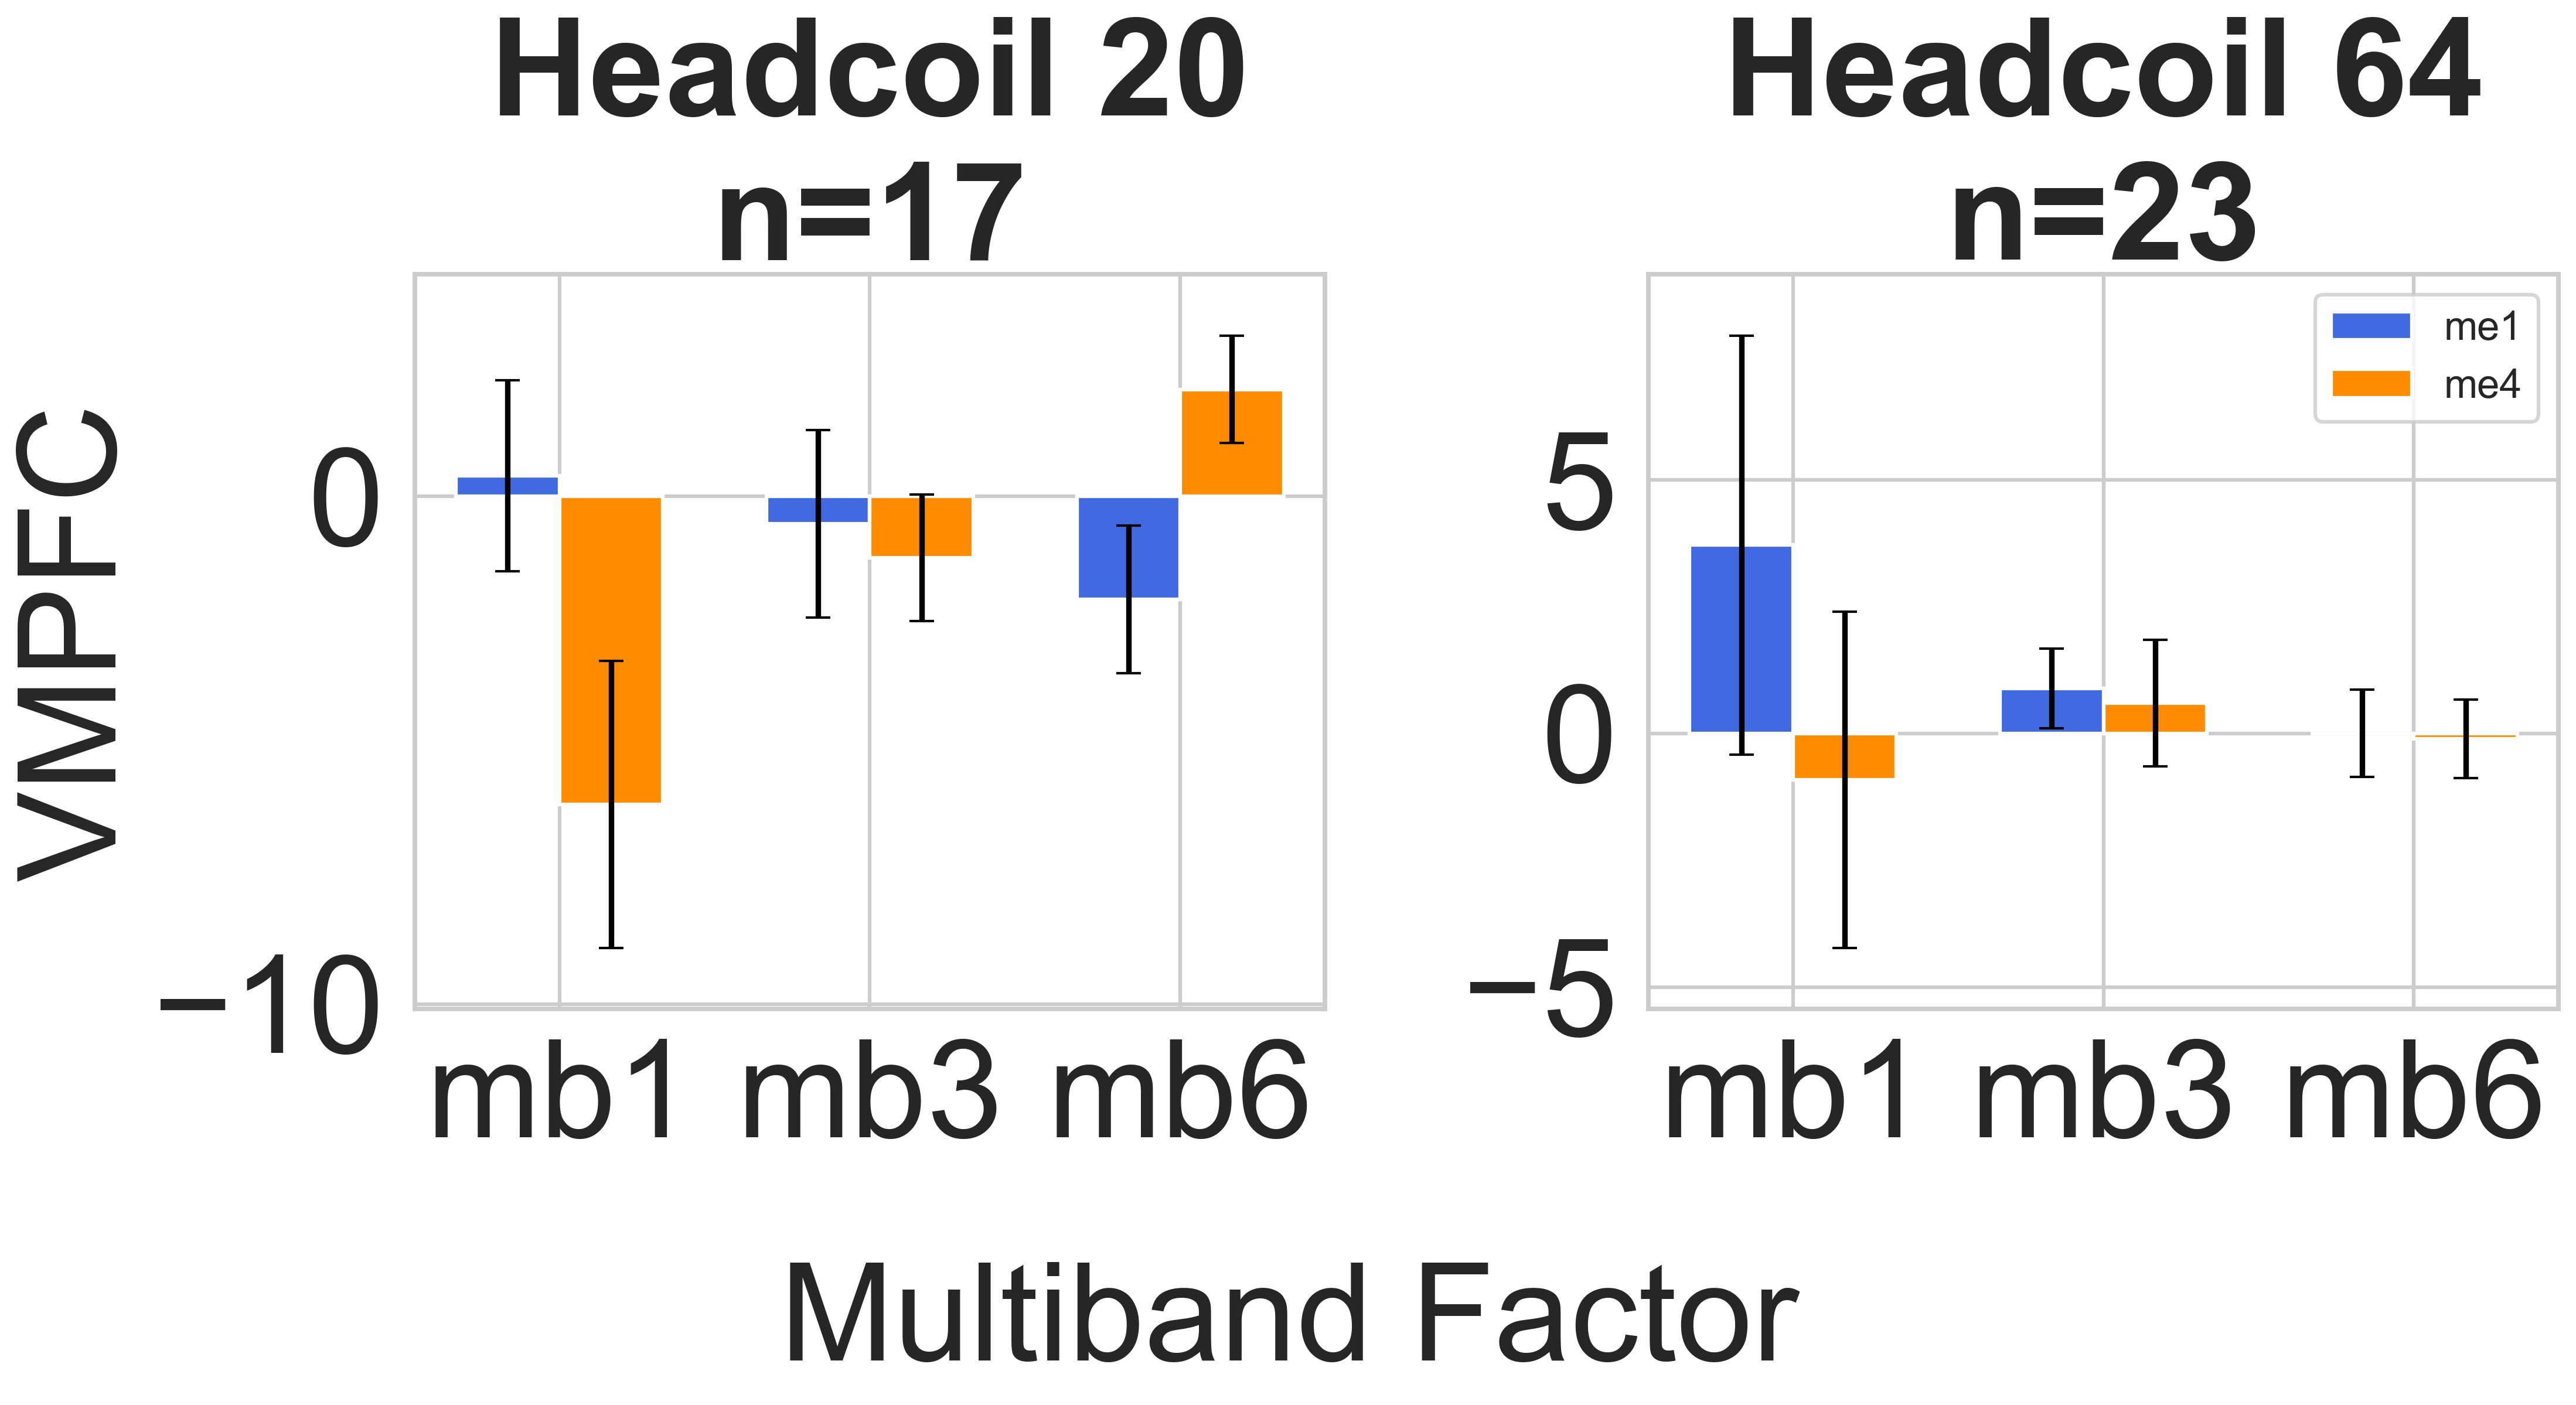 Headcoil 20
n=17
Headcoil 64
n=23
VMPFC
0
−10
mb1 mb3 mb6
5
0
−5
mb1 mb3 mb6
me1
me4
Multiband Factor